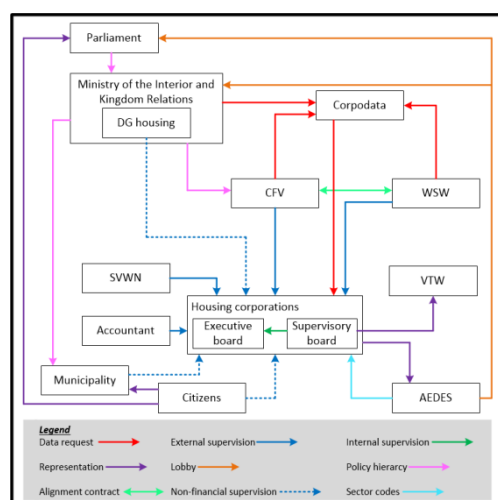 Parliament
Ministry of the Interior and
Kingdom Relations
DG housing
Corpodata
CFV
WSW
SVWN
VTW
Housing corporations
Accountant
Executive
board
Supervisory
board
Municipality
Citizens
AEDES
Legend
Data request
External supervision
Internal supervision
Representation
Lobby
Policy hierarcy
Alignment contract
Non-financial supervision
Sector codes